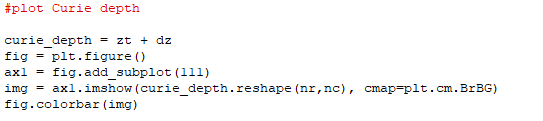 #plot Curie depth
curie_depth = zt + dz
fig = plt.figure()
ax1 = fig.add_subplot(111)
img = ax1.imshow(curie_depth.reshape(nr,nc), cmap=plt.cm.BrBG)
fig.colorbar(img)